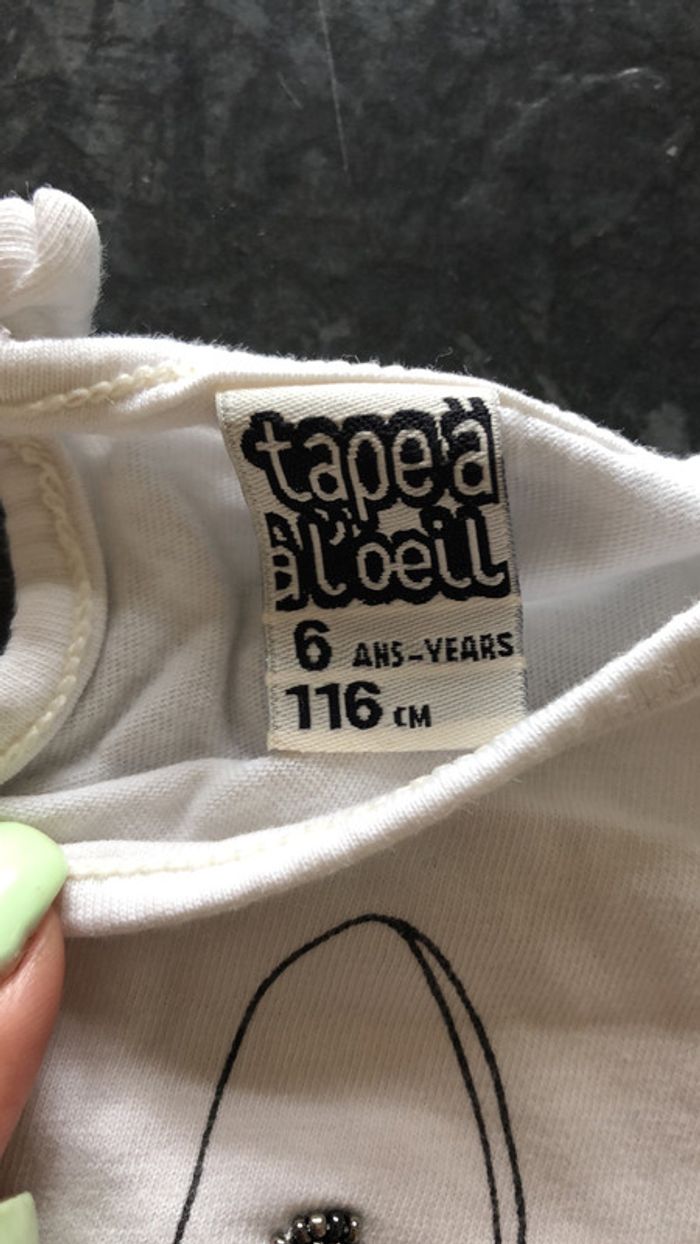 tape à
à l'oeil
6 ANS-YEARS
116 CM